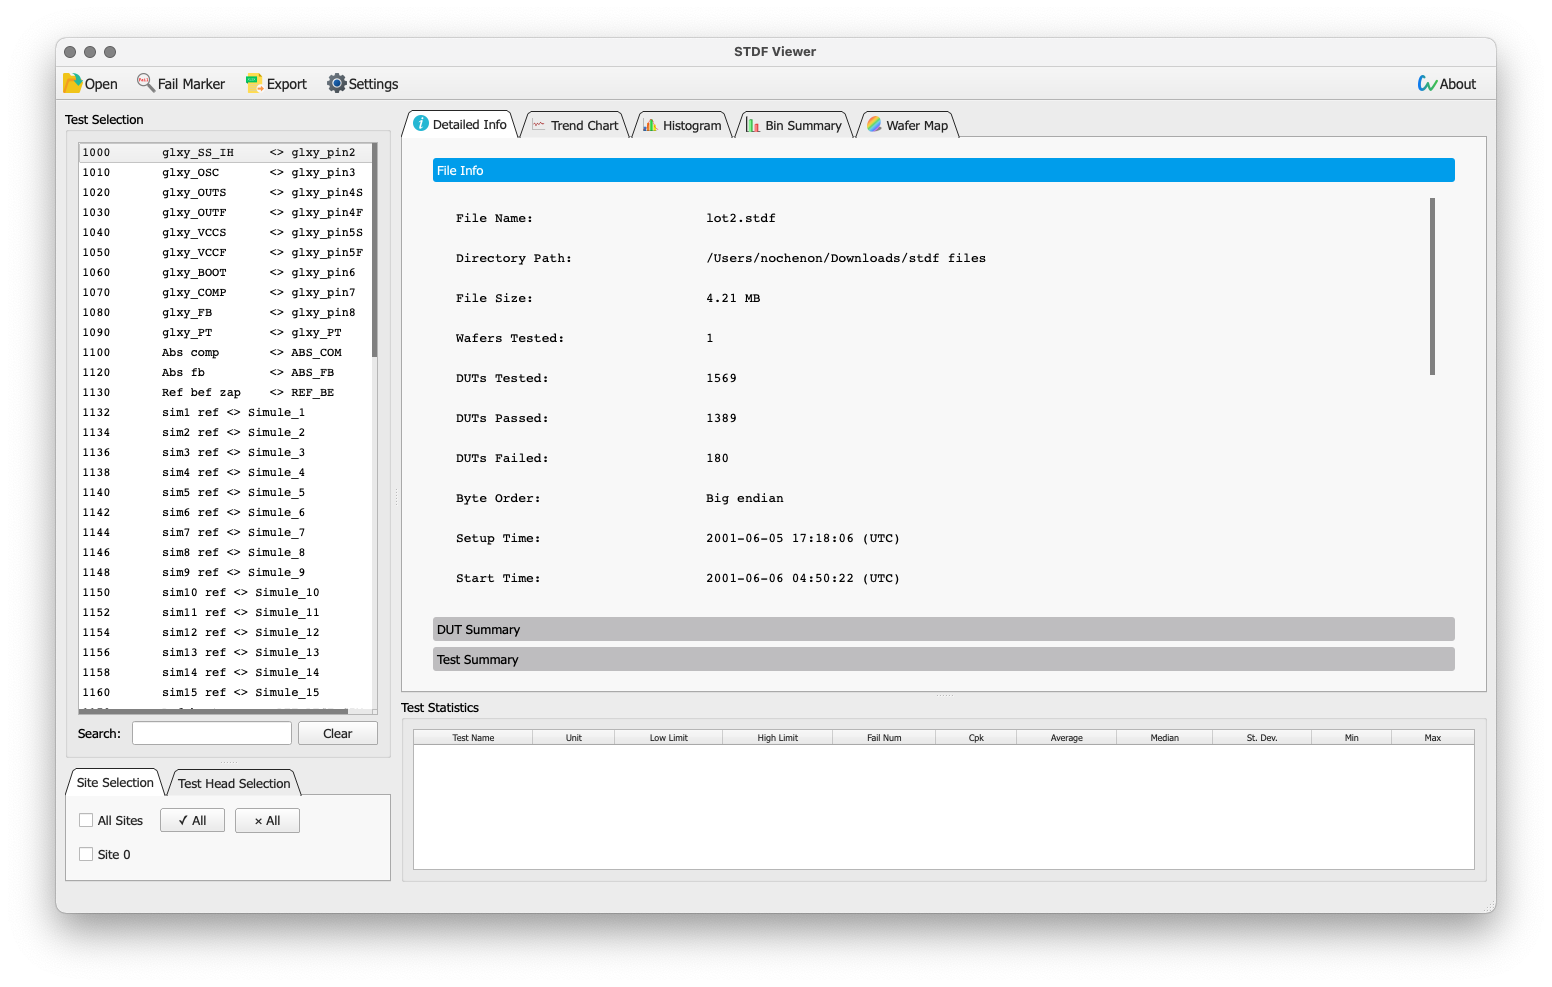 STDF Viewer
Open Fail Marker Export Settings About
Test Selection
1000 glxy_SS_IH <> glxy_pin2
1010 glxy_OSC <> glxy_pin3
1020 glxy_OUTS <> glxy_pin4S
1030 glxy_OUTF <> glxy_pin4F
1040 glxy_VCCS <> glxy_pin5S
1050 glxy_VCCF <> glxy_pin5F
1060 glxy_BOOT <> glxy_pin6
1070 glxy_COMP <> glxy_pin7
1080 glxy_FB <> glxy_pin8
1090 glxy_PT <> glxy_PT
1100 Abs comp <> ABS_COM
1120 Abs fb <> ABS_FB
1130 Ref bef zap <> REF_BE
1132 sim1 ref <> Simule_1
1134 sim2 ref <> Simule_2
1136 sim3 ref <> Simule_3
1138 sim4 ref <> Simule_4
1140 sim5 ref <> Simule_5
1142 sim6 ref <> Simule_6
1144 sim7 ref <> Simule_7
1146 sim8 ref <> Simule_8
1148 sim9 ref <> Simule_9
1150 sim10 ref <> Simule_10
1152 sim11 ref <> Simule_11
1154 sim12 ref <> Simule_12
1156 sim13 ref <> Simule_13
1158 sim14 ref <> Simule_14
1160 sim15 ref <> Simule_15
Search: Clear
Site Selection Test Head Selection
All Sites ✓ All × All
Site 0
Detailed Info Trend Chart Histogram Bin Summary Wafer Map
File Info
File Name: lot2.stdf
Directory Path: /Users/nochenon/Downloads/stdf files
File Size: 4.21 MB
Wafers Tested: 1
DUTs Tested: 1569
DUTs Passed: 1389
DUTs Failed: 180
Byte Order: Big endian
Setup Time: 2001-06-05 17:18:06 (UTC)
Start Time: 2001-06-06 04:50:22 (UTC)
DUT Summary
Test Summary
Test Statistics
Test Name Unit Low Limit High Limit Fail Num Cpk Average Median St. Dev. Min Max